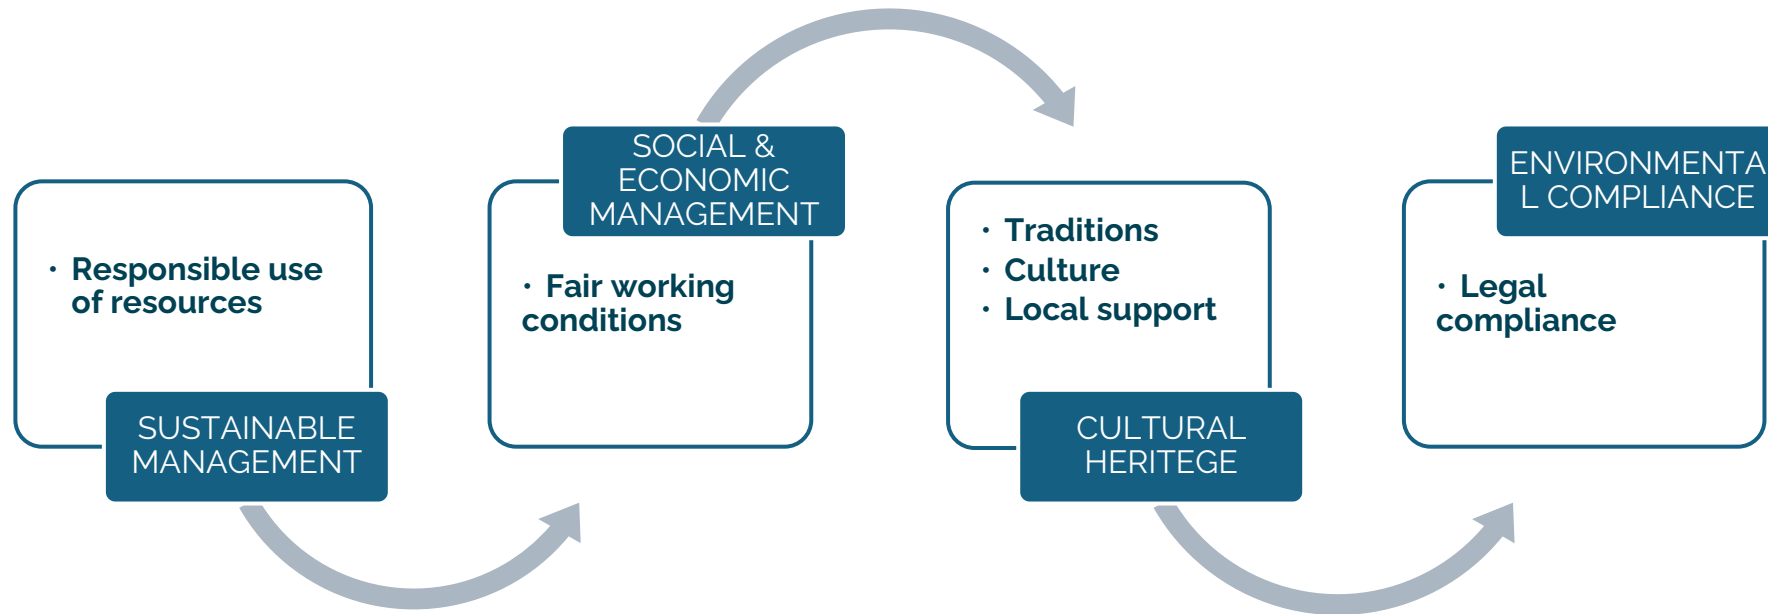 · Responsible use
of resources
SUSTAINABLE
MANAGEMENT
SOCIAL &
ECONOMIC
MANAGEMENT
· Fair working
conditions
· Traditions
· Culture
· Local support
CULTURAL
HERITEGE
ENVIRONMENTA
L COMPLIANCE
· Legal
compliance